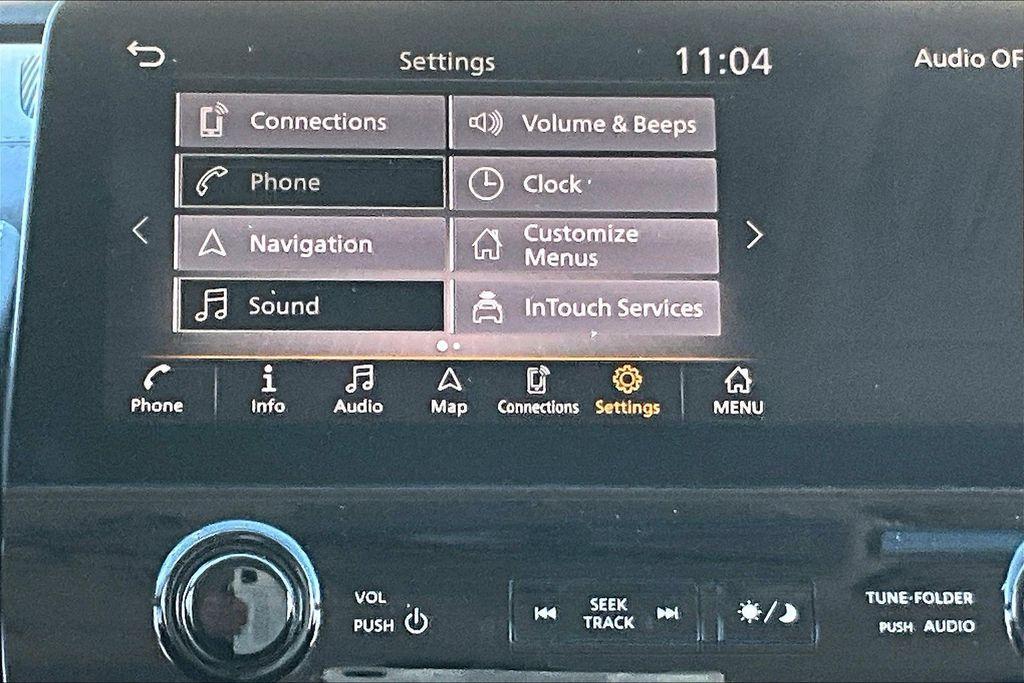 Settings
11:04
Audio OF
Connections
Volume & Beeps
Phone
Clock
Navigation
Customize
Menus
Sound
InTouch Services
Phone
Info
Audio
Map
Connections
Settings
MENU
VOL
PUSH
SEEK
TRACK
TUNE·FOLDER
PUSH AUDIO